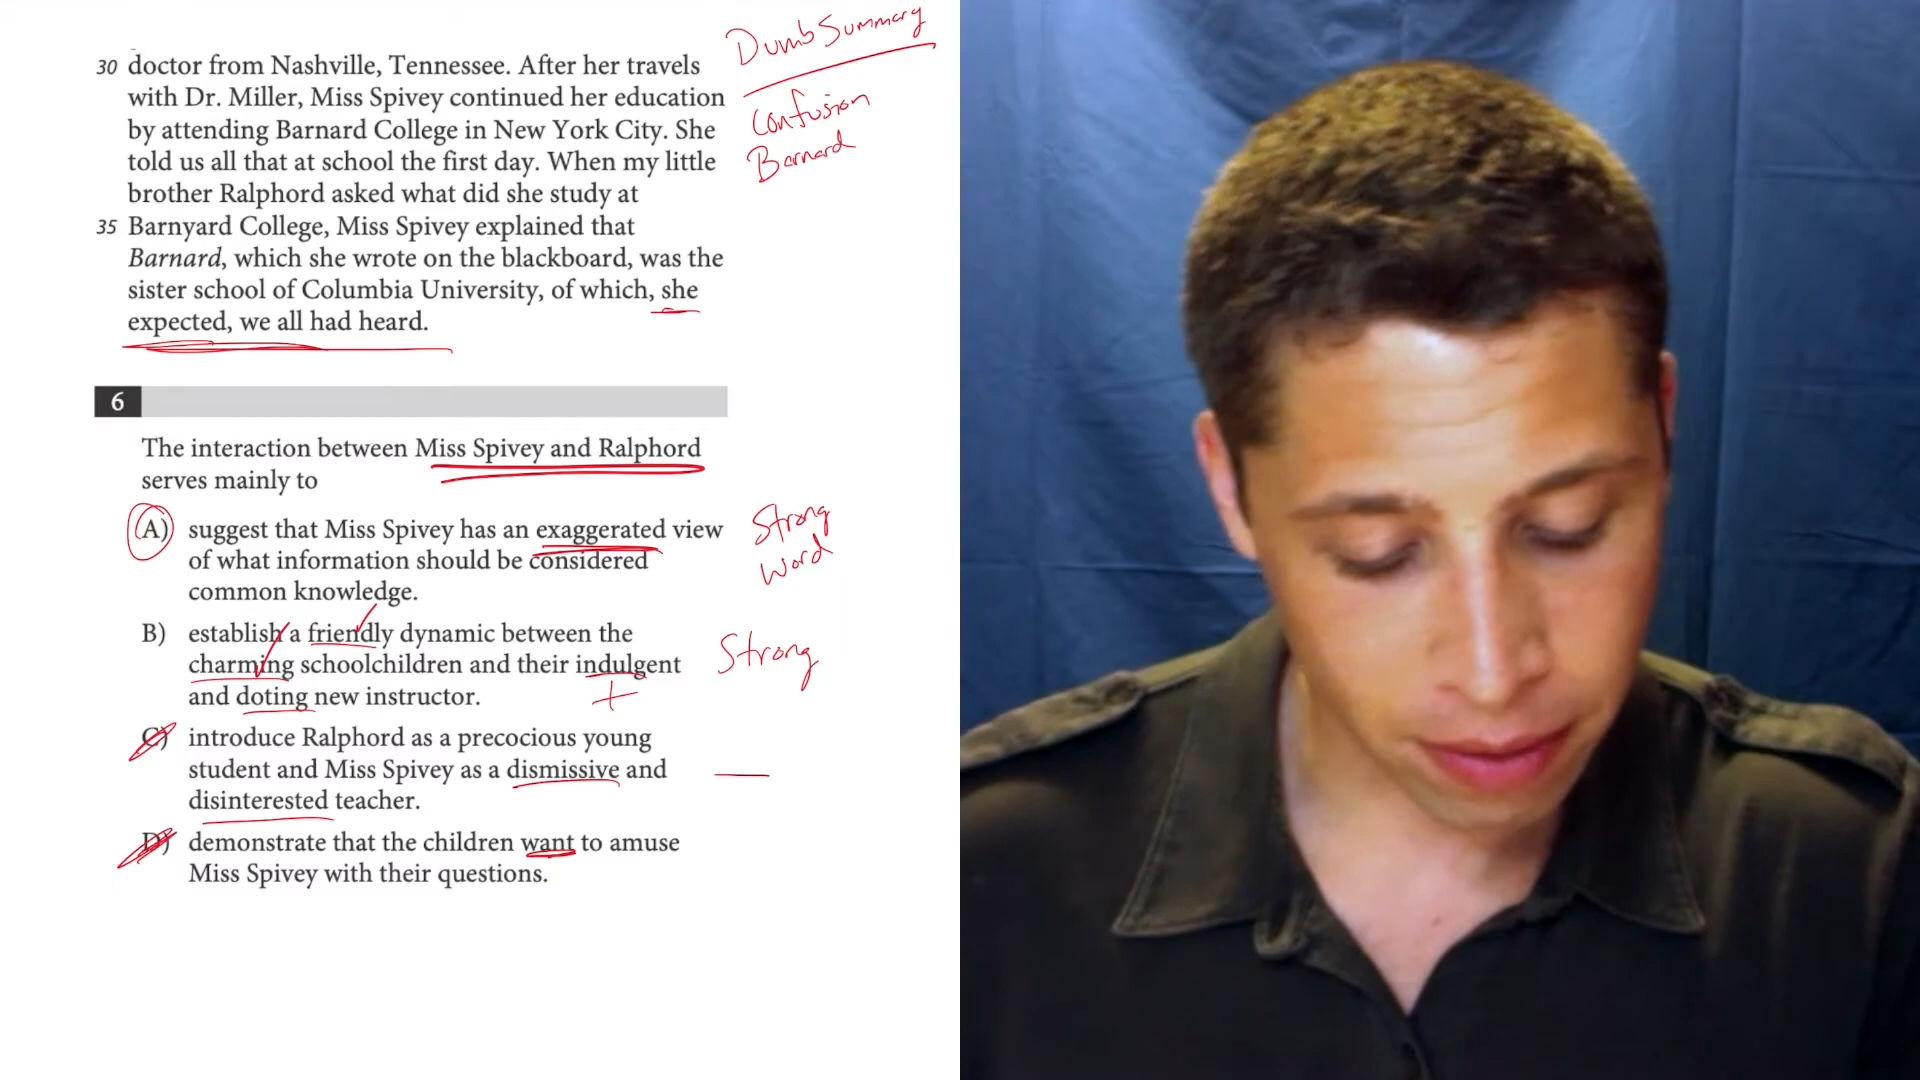 Dumb Summary
30 doctor from Nashville, Tennessee. After her travels
with Dr. Miller, Miss Spivey continued her education
Confusion
by attending Barnard College in New York City. She
Barnard
told us all that at school the first day. When my little
brother Ralphord asked what did she study at
35 Barnyard College, Miss Spivey explained that
Barnard, which she wrote on the blackboard, was the
sister school of Columbia University, of which, she
expected, we all had heard.
6
The interaction between Miss Spivey and Ralphord
serves mainly to
A) suggest that Miss Spivey has an exaggerated view
Strong
of what information should be considered
word
common knowledge.
B) establish a friendly dynamic between the
charming schoolchildren and their indulgent
Strong
and doting new instructor.
C) introduce Ralphord as a precocious young
student and Miss Spivey as a dismissive and
disinterested teacher.
D) demonstrate that the children want to amuse
Miss Spivey with their questions.